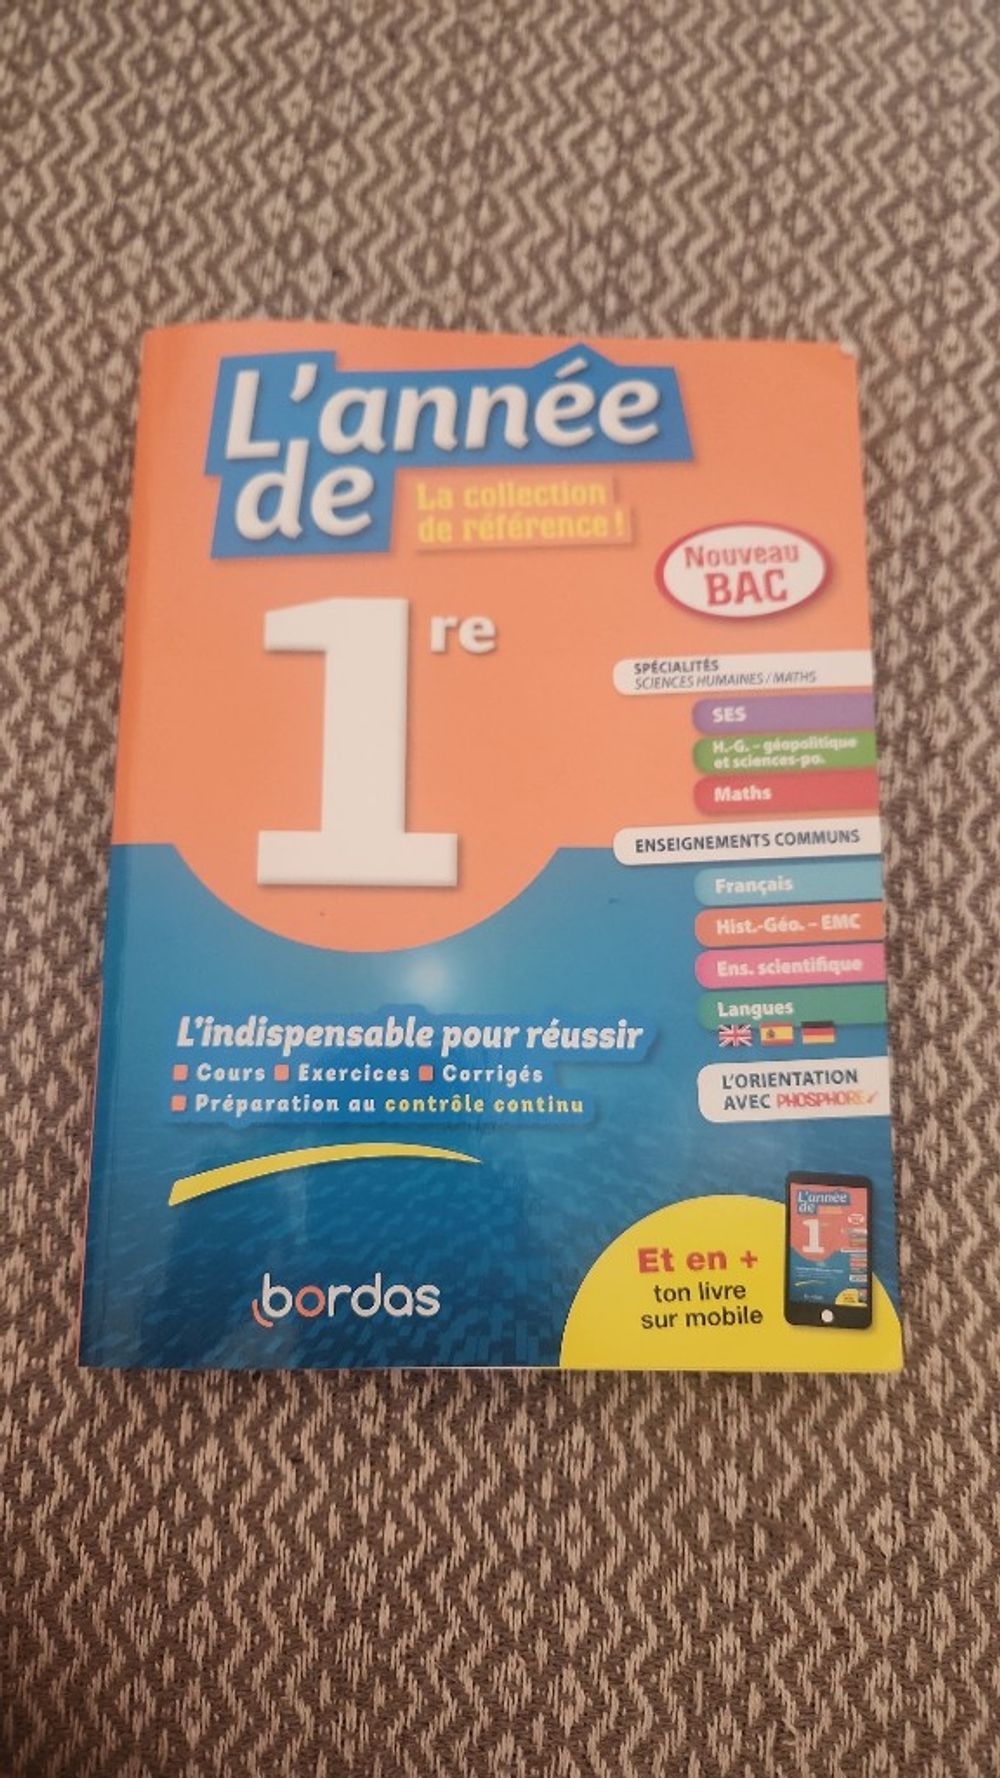 L'année
de
La collection
de référence !
1re
Nouveau
BAC
SPÉCIALITÉS
SCIENCES HUMAINES / MATHS
SES
H.-G. - géopolitique
et sciences-po.
Maths
ENSEIGNEMENTS COMMUNS
Français
Hist.-Géo. - EMC
Ens. scientifique
Langues
L'ORIENTATION
AVEC PHOSPHORE
L'indispensable pour réussir
Cours Exercices Corrigés
Préparation au contrôle continu
bordas
Et en +
ton livre
sur mobile
L'année
de
1